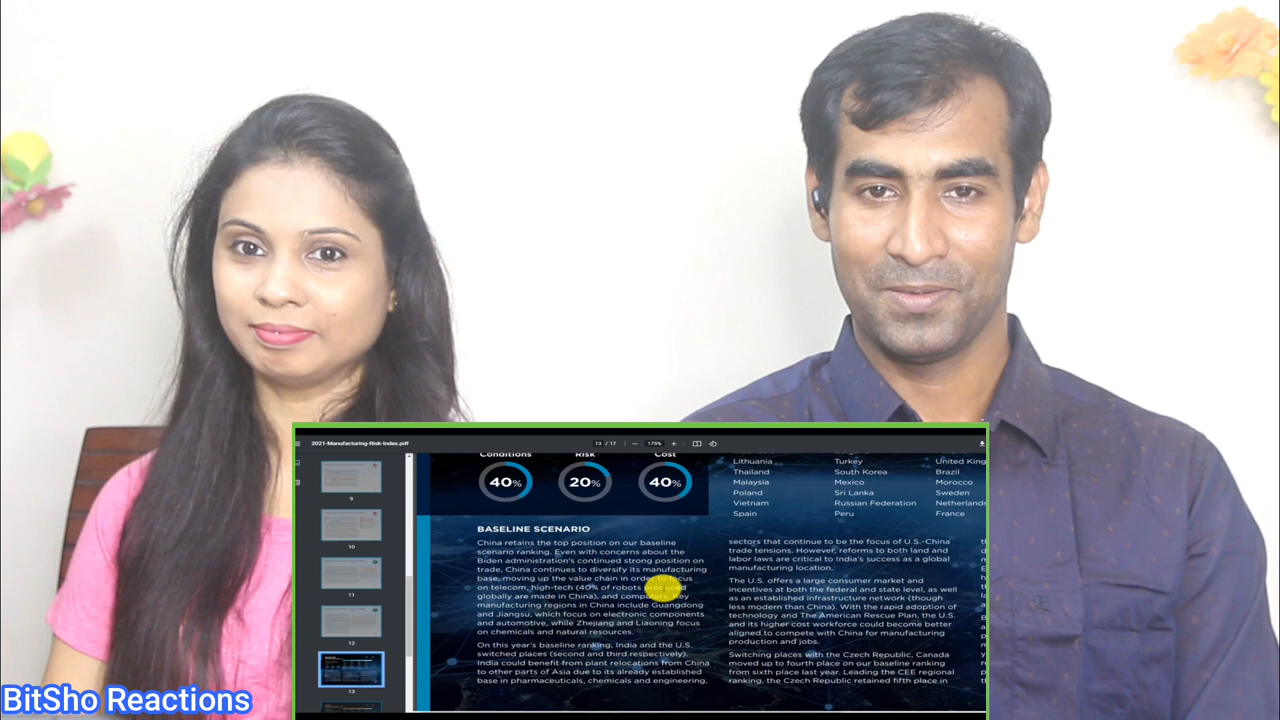 2021-Manufacturing-Risk-Index.pdf
13 / 17
175%
9
10
11
12
13
Conditions
Risk
Cost
40%
20%
40%
Lithuania
Thailand
Malaysia
Poland
Vietnam
Spain
Turkey
South Korea
Mexico
Sri Lanka
Russian Federation
Peru
United King
Brazil
Morocco
Sweden
Netherlands
France
BASELINE SCENARIO
China retains the top position on our baseline
scenario ranking. Even with concerns about the
Biden administration's continued strong position on
trade, China continues to diversify its manufacturing
base, moving up the value chain in order to focus
on telecom, high-tech (40% of robots produced
globally are made in China), and computers. Key
manufacturing regions in China include Guangdong
and Jiangsu, which focus on electronic components
and automotive, while Zhejiang and Liaoning focus
on chemicals and natural resources.
On this year's baseline ranking, India and the U.S.
switched places (second and third respectively).
India could benefit from plant relocations from China
to other parts of Asia due to its already established
base in pharmaceuticals, chemicals and engineering,
sectors that continue to be the focus of U.S.-China
trade tensions. However, reforms to both land and
labor laws are critical to India's success as a global
manufacturing location.
The U.S. offers a large consumer market and
incentives at both the federal and state level, as well
as an established infrastructure network (though
less modern than China). With the rapid adoption of
technology and The American Rescue Plan, the U.S.
and its higher cost workforce could become better
aligned to compete with China for manufacturing
production and jobs.
Switching places with the Czech Republic, Canada
moved up to fourth place on our baseline ranking
from sixth place last year. Leading the CEE regional
ranking, the Czech Republic retained fifth place in
BitSho Reactions